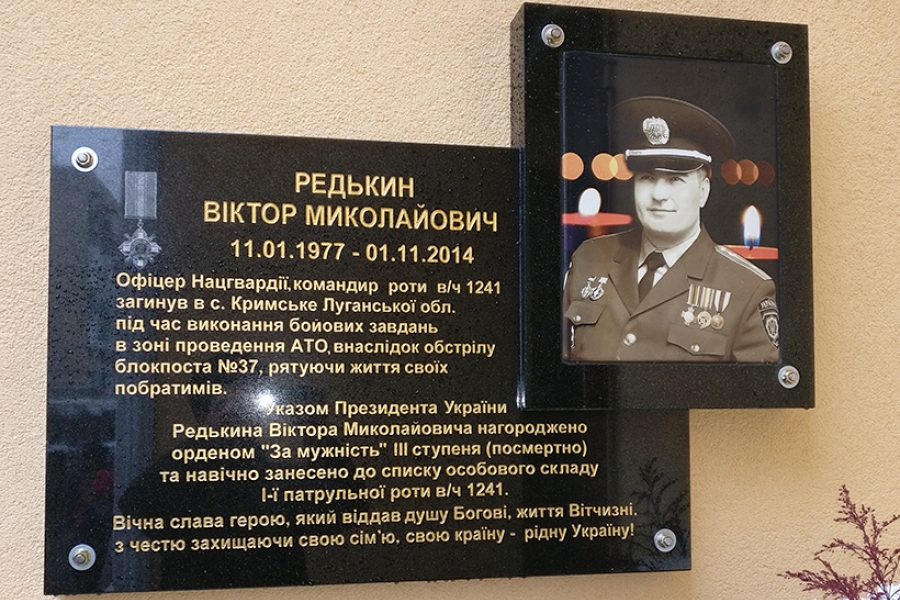 РЕДЬКИН
ВІКТОР МИКОЛАЙОВИЧ
11.01.1977 - 01.11.2014
Офіцер Нацгвардії, командир роти в/ч 1241
загинув в с. Кримське Луганської обл.
під час виконання бойових завдань
в зоні проведення АТО, внаслідок обстрілу
блокпоста №37, рятуючи життя своїх
побратимів.
Указом Президента України
Редькина Віктора Миколайовича нагороджено
орденом "За мужність" ІІІ ступеня (посмертно)
та навічно занесено до списку особового складу
І-ї патрульної роти в/ч 1241.
Вічна слава герою, який віддав душу Богові, життя Вітчизні.
з честю захищаючи свою сім'ю. свою країну - рідну Україну!